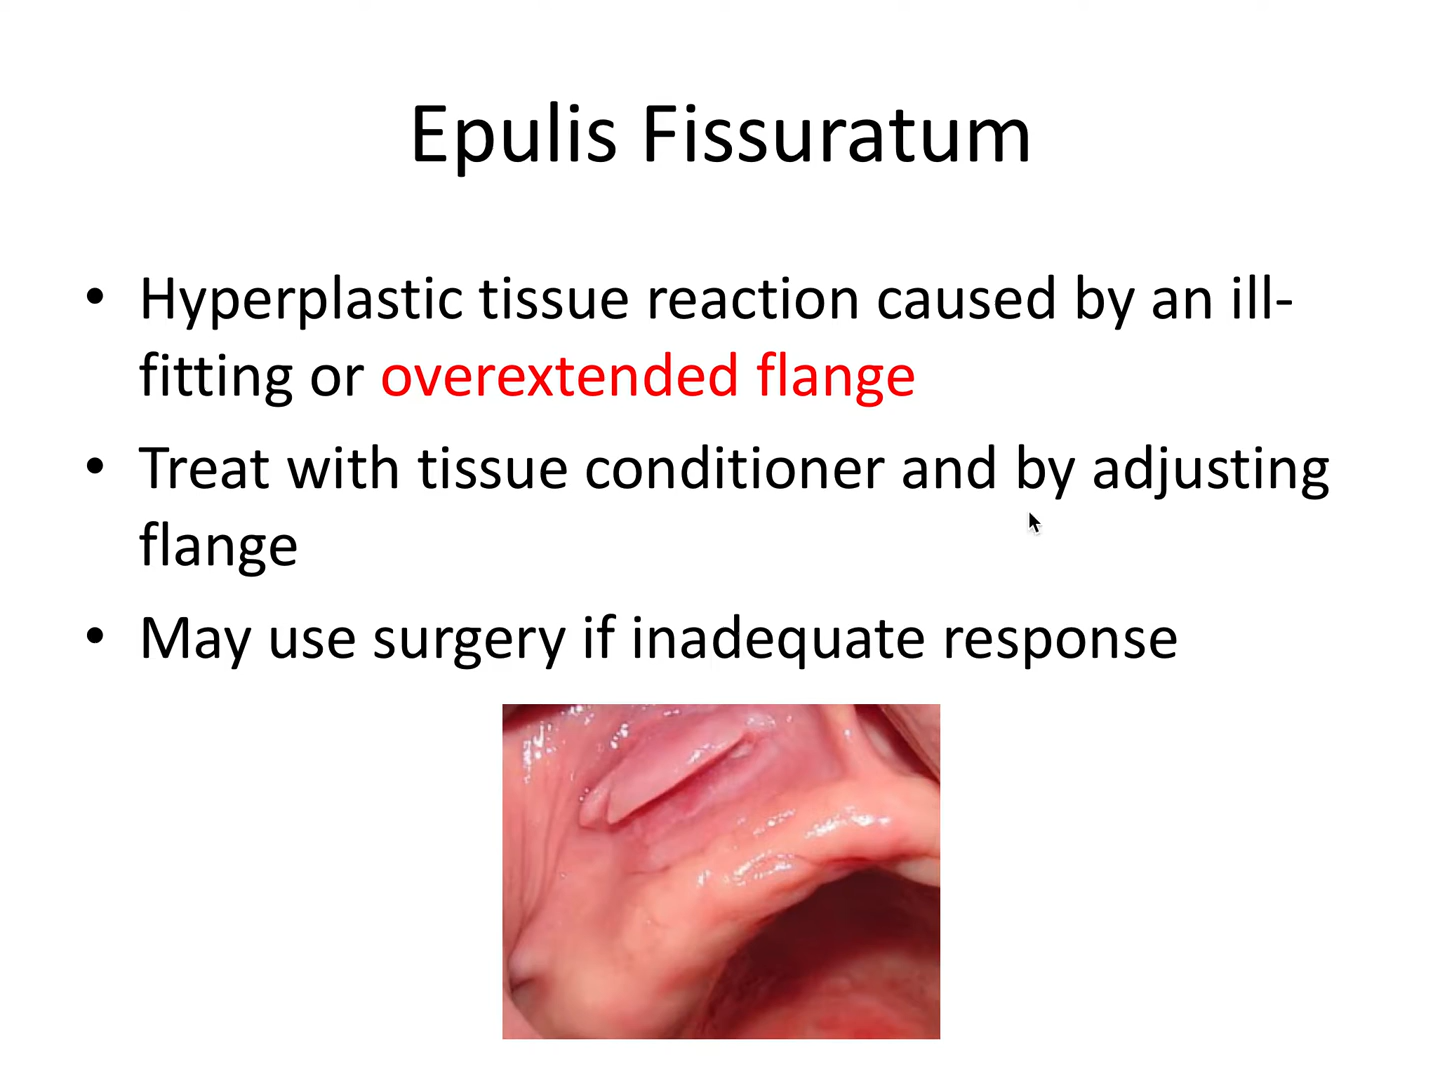 Epulis Fissuratum
• Hyperplastic tissue reaction caused by an ill-
fitting or overextended flange
• Treat with tissue conditioner and by adjusting
flange
• May use surgery if inadequate response